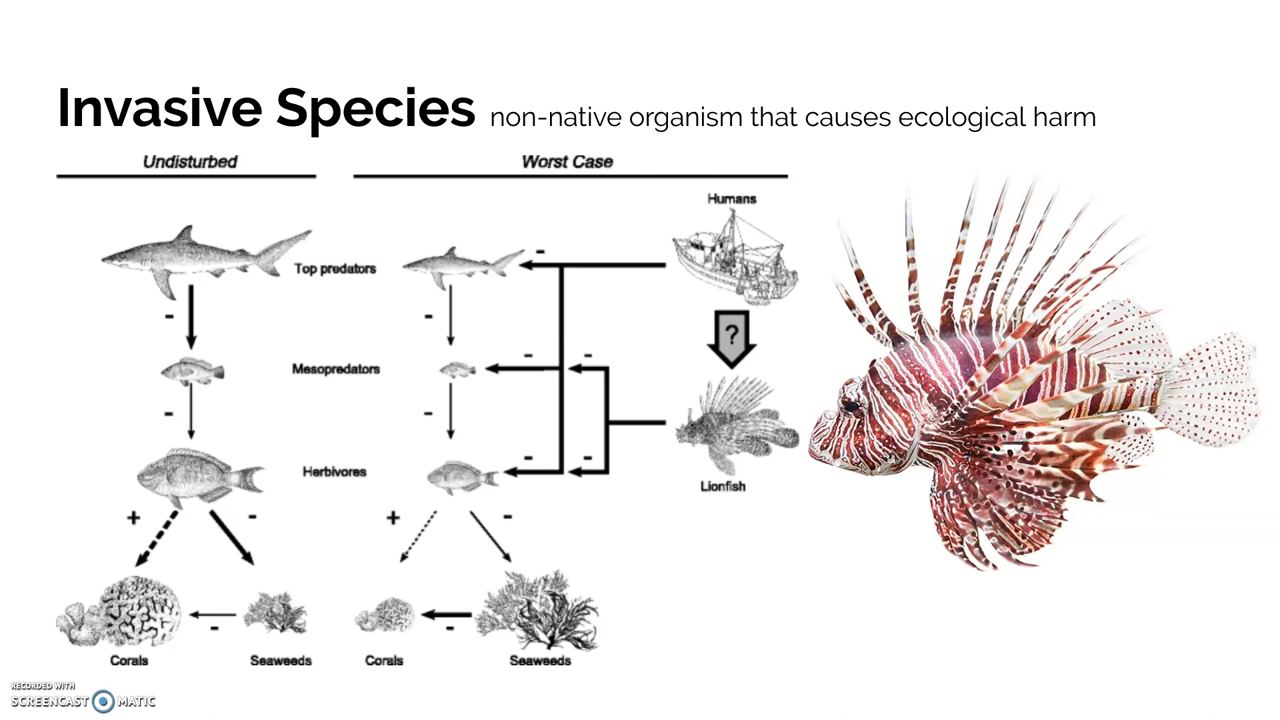 Invasive Species non-native organism that causes ecological harm
Undisturbed
Worst Case
Humans
-
Top predators
-
-
?
Mesopredators
-
-
-
-
Lionfish
Herbivores
-
-
+
-
+
-
-
-
Corals
Seaweeds
Corals
Seaweeds
RECORDED WITH
SCREENCAST MATIC